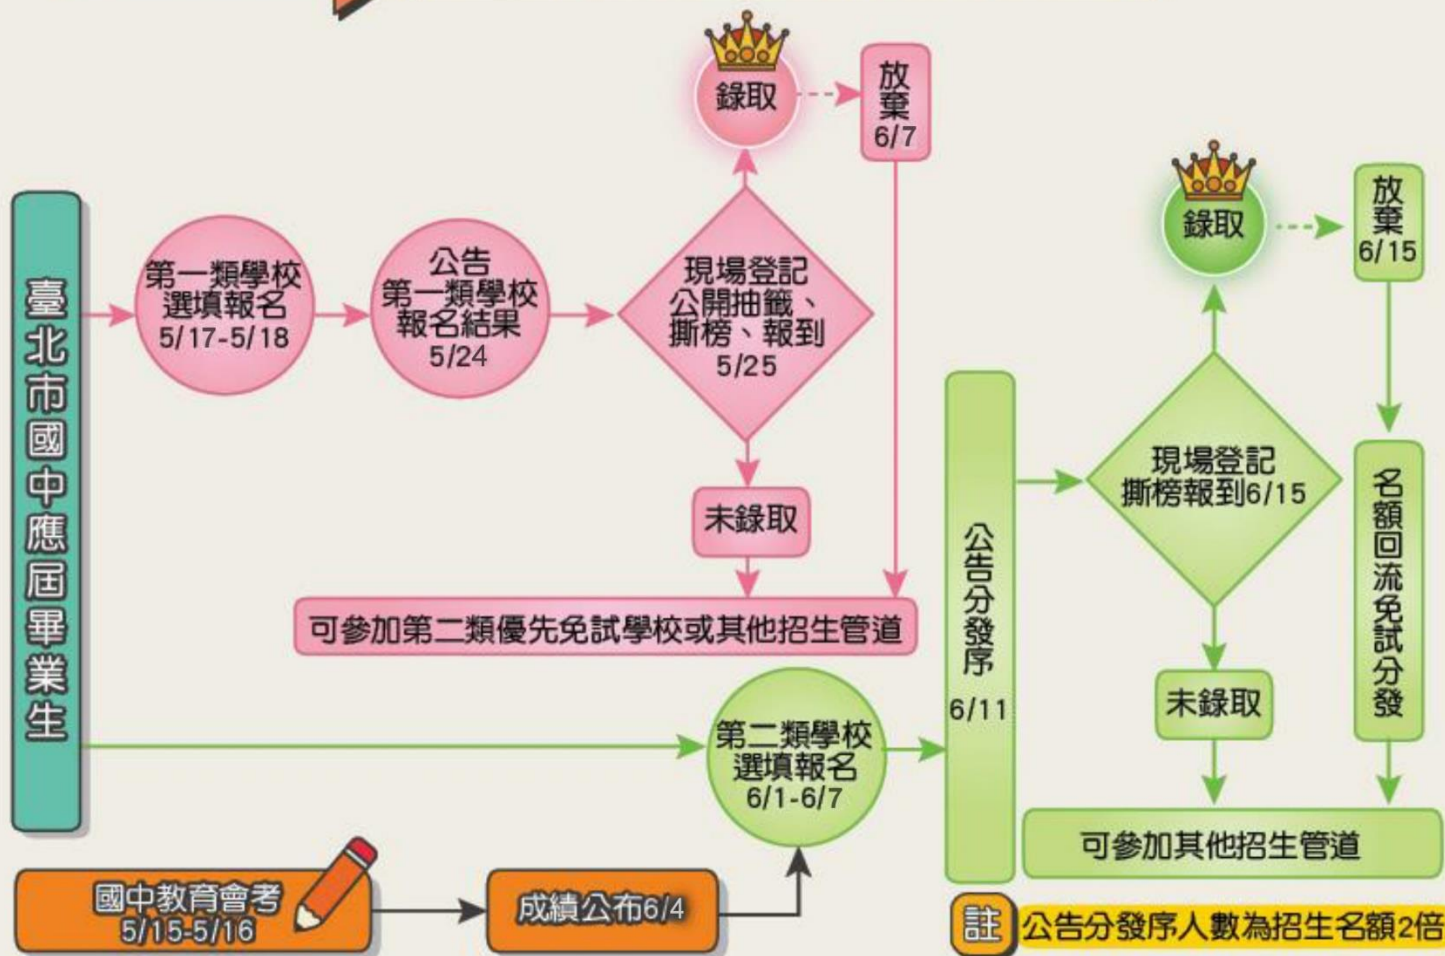 臺北市國中應屆畢業生
第一類學校
選填報名
5/17-5/18
公告
第一類學校
報名結果
5/24
現場登記
公開抽籤、
撕榜、報到
5/25
錄取
放棄
6/7
未錄取
可參加第二類優先免試學校或其他招生管道
第二類學校
選填報名
6/1-6/7
國中教育會考
5/15-5/16
成績公布6/4
公告分發序
6/11
現場登記
撕榜報到6/15
錄取
放棄
6/15
名額回流免試分發
未錄取
可參加其他招生管道
註 公告分發序人數為招生名額2倍